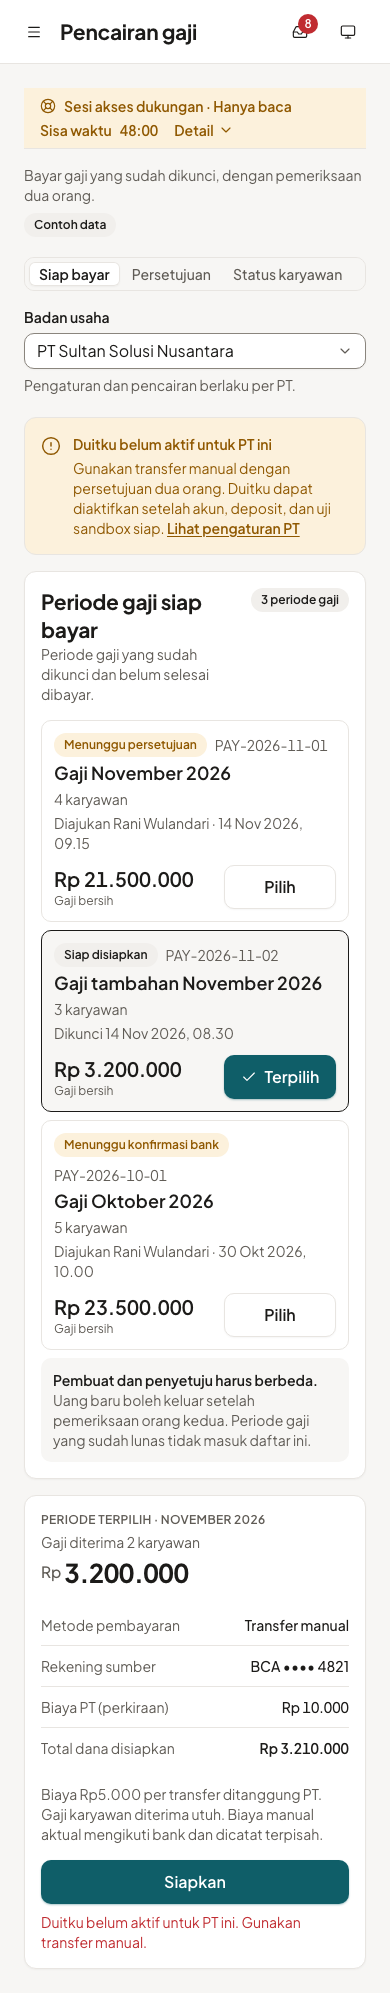 Pencairan gaji
8
Sesi akses dukungan · Hanya baca
Sisa waktu 48:00 Detail
Bayar gaji yang sudah dikunci, dengan pemeriksaan
dua orang.
Contoh data
Siap bayar Persetujuan Status karyawan
Badan usaha
PT Sultan Solusi Nusantara
Pengaturan dan pencairan berlaku per PT.
Duitku belum aktif untuk PT ini
Gunakan transfer manual dengan
persetujuan dua orang. Duitku dapat
diaktifkan setelah akun, deposit, dan uji
sandbox siap. Lihat pengaturan PT
Periode gaji siap
bayar
3 periode gaji
Periode gaji yang sudah
dikunci dan belum selesai
dibayar.
Menunggu persetujuan PAY-2026-11-01
Gaji November 2026
4 karyawan
Diajukan Rani Wulandari · 14 Nov 2026,
09.15
Rp 21.500.000
Gaji bersih
Pilih
Siap disiapkan PAY-2026-11-02
Gaji tambahan November 2026
3 karyawan
Dikunci 14 Nov 2026, 08.30
Rp 3.200.000
Gaji bersih
Terpilih
Menunggu konfirmasi bank
PAY-2026-10-01
Gaji Oktober 2026
5 karyawan
Diajukan Rani Wulandari · 30 Okt 2026,
10.00
Rp 23.500.000
Gaji bersih
Pilih
Pembuat dan penyetuju harus berbeda.
Uang baru boleh keluar setelah
pemeriksaan orang kedua. Periode gaji
yang sudah lunas tidak masuk daftar ini.
PERIODE TERPILIH · NOVEMBER 2026
Gaji diterima 2 karyawan
Rp 3.200.000
Metode pembayaran Transfer manual
Rekening sumber BCA •••• 4821
Biaya PT (perkiraan) Rp 10.000
Total dana disiapkan Rp 3.210.000
Biaya Rp5.000 per transfer ditanggung PT.
Gaji karyawan diterima utuh. Biaya manual
aktual mengikuti bank dan dicatat terpisah.
Siapkan
Duitku belum aktif untuk PT ini. Gunakan
transfer manual.